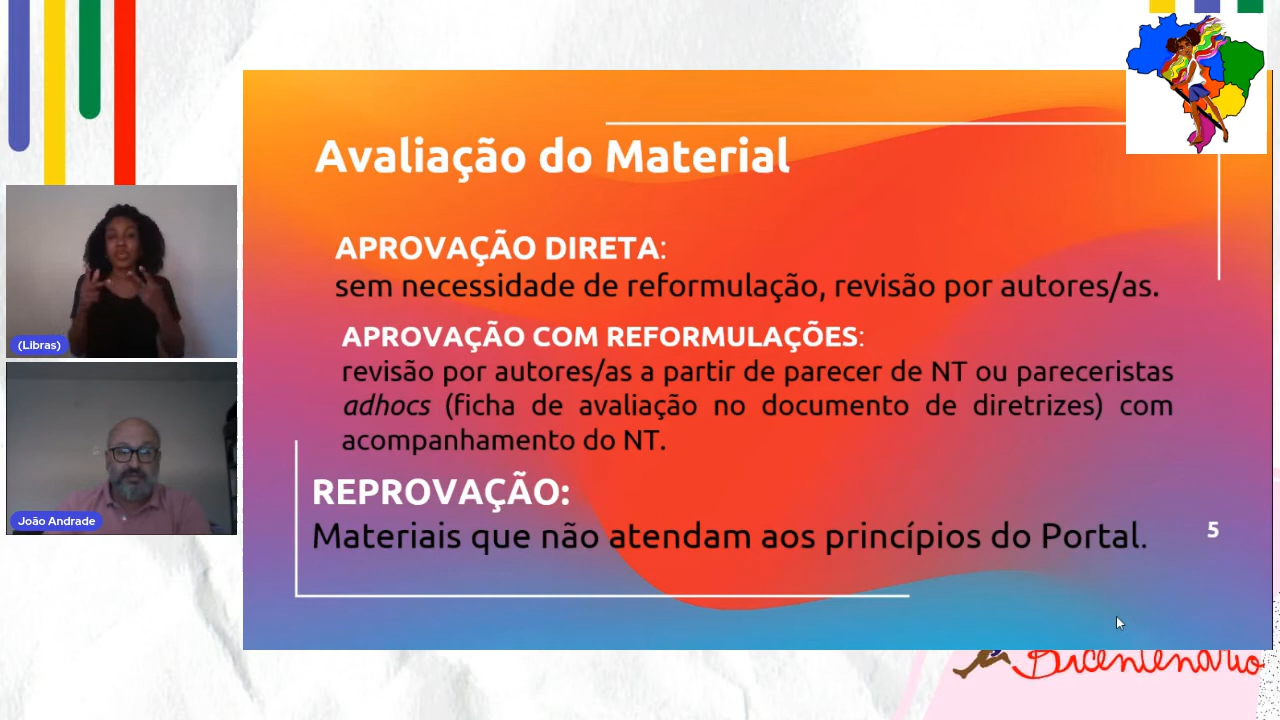 Avaliação do Material
APROVAÇÃO DIRETA:
sem necessidade de reformulação, revisão por autores/as.
APROVAÇÃO COM REFORMULAÇÕES:
revisão por autores/as a partir de parecer de NT ou pareceristas
adhocs (ficha de avaliação no documento de diretrizes) com
acompanhamento do NT.
REPROVAÇÃO:
Materiais que não atendam aos princípios do Portal.
5
(Libras)
João Andrade
Bicentenário